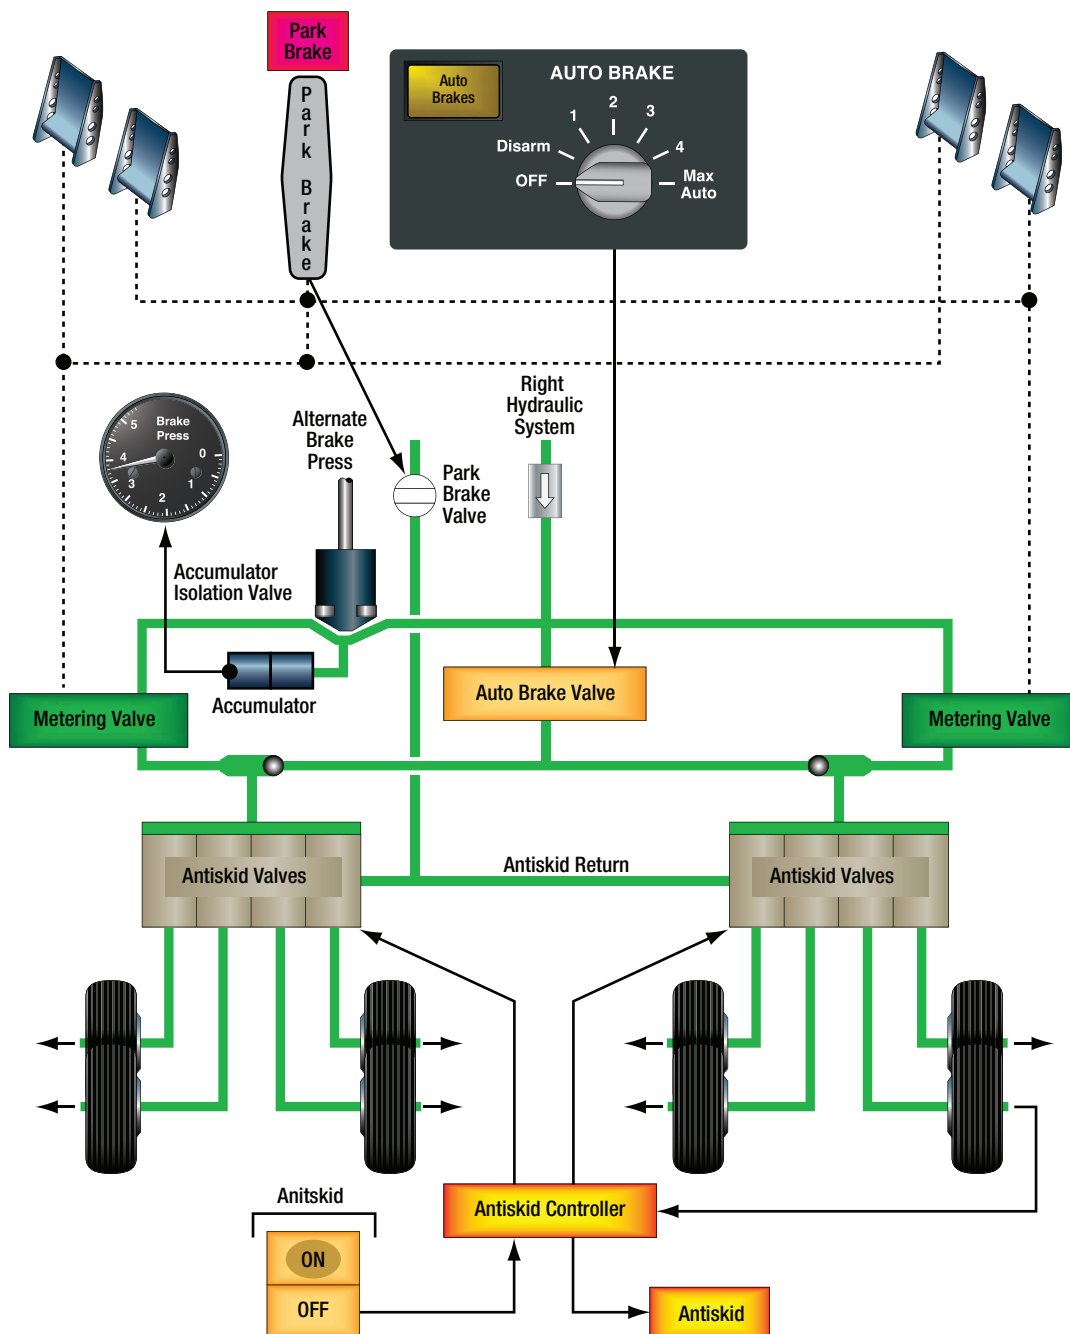 Park
Brake
Park Brake
Auto
Brakes
AUTO BRAKE
OFF
Disarm
1
2
3
4
Max
Auto
Brake
Press
5
4
3
2
1
0
Alternate
Brake
Press
Right
Hydraulic
System
Park
Brake
Valve
Accumulator
Isolation Valve
Accumulator
Metering Valve
Auto Brake Valve
Metering Valve
Antiskid Valves
Antiskid Return
Antiskid Valves
Anitskid
ON
OFF
Antiskid Controller
Antiskid